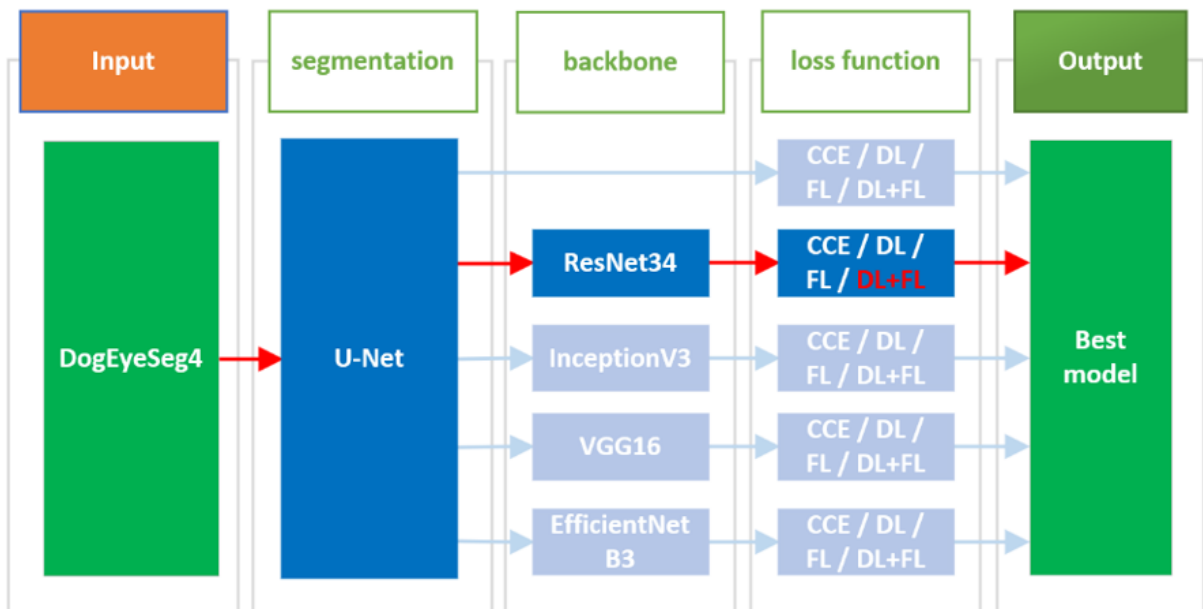 Input
segmentation
backbone
loss function
Output
DogEyeSeg4
U-Net
CCE / DL /
FL / DL+FL
ResNet34
CCE / DL /
FL / DL+FL
InceptionV3
CCE / DL /
FL / DL+FL
VGG16
CCE / DL /
FL / DL+FL
EfficientNet
B3
CCE / DL /
FL / DL+FL
Best
model